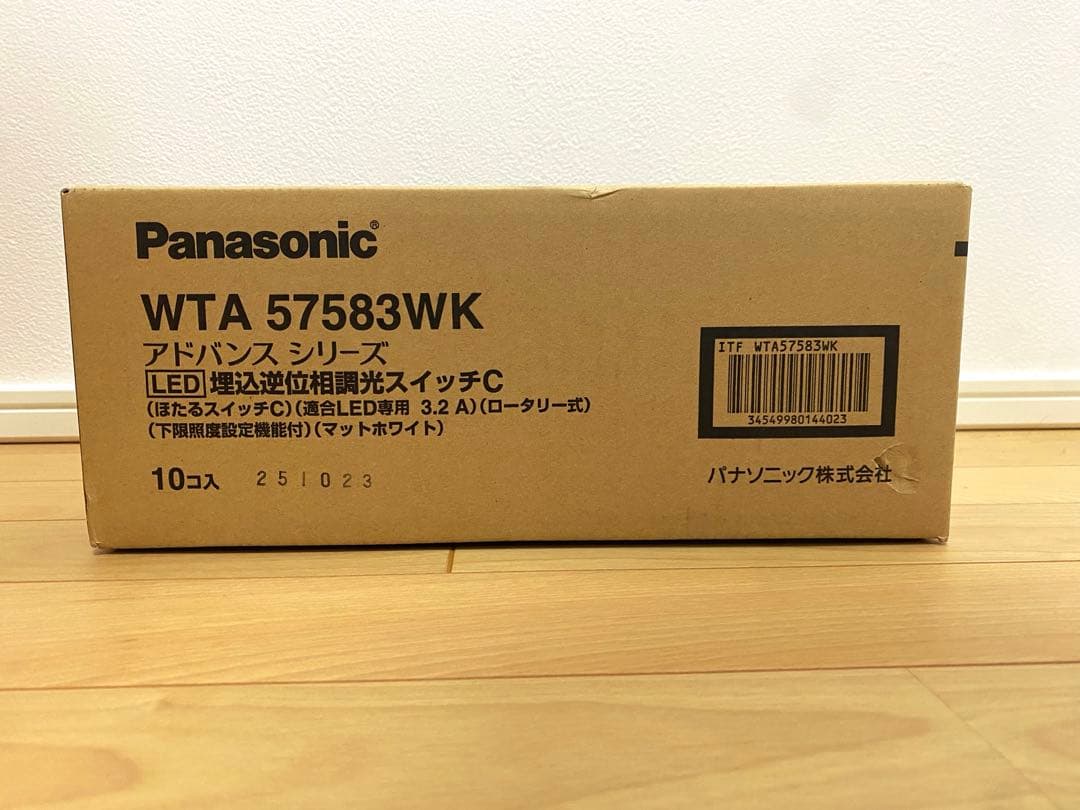 Panasonic®
WTA 57583WK
アドバンス シリーズ
LED 埋込逆位相調光スイッチC
(ほたるスイッチC)(適合LED専用 3.2 A)(ロータリー式)
(下限照度設定機能付)(マットホワイト)
10コ入 251023
ITF WTA57583WK
34549980144023
パナソニック株式会社